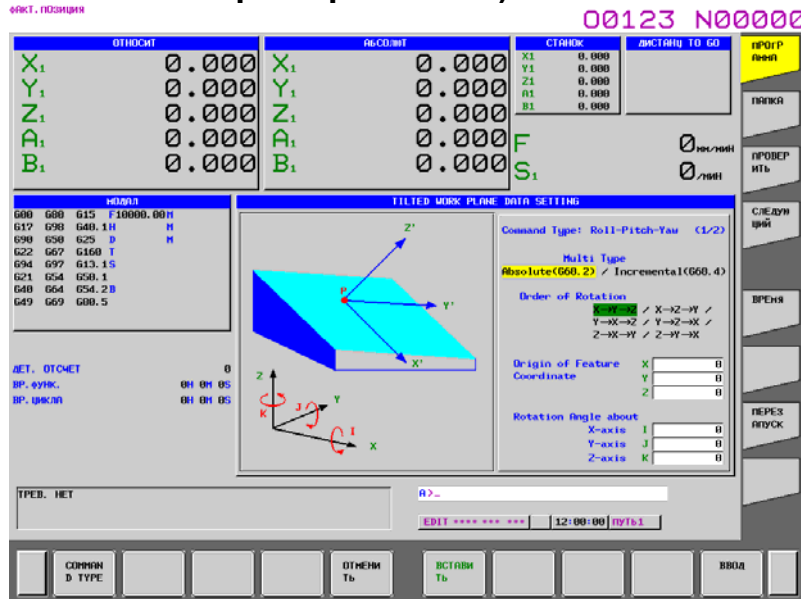 ФАКТ. ПОЗИЦИЯ
O0123 N00000
ОТНОСИТ
X1 0.000
Y1 0.000
Z1 0.000
A1 0.000
B1 0.000
АБСОЛЮТ
X1 0.000
Y1 0.000
Z1 0.000
A1 0.000
B1 0.000
СТАНОК
X1 0.000
Y1 0.000
Z1 0.000
A1 0.000
B1 0.000
ДИСТАНЦ TO GO
F 0 мм/мин
S1 0 /мин
МОДАЛ
G00 G80 G15 F10000.00 M
G17 G98 G40.1 H M
G90 G50 G25 D M
G22 G67 G160 T
G94 G97 G13.1 S
G21 G54 G50.1
G40 G64 G54.2 B
G49 G69 G80.5
ДЕТ. ОТСЧЕТ 0
ВР. ФУНК. 0H 0M 0S
ВР. ЦИКЛА 0H 0M 0S
TILTED WORK PLANE DATA SETTING
Z'
P
Y'
X'
Z
K
J
Y
I
X
Command Type: Roll-Pitch-Yaw (1/2)
Multi Type
Absolute(G68.2) / Incremental(G68.4)
Order of Rotation
X→Y→Z / X→Z→Y /
Y→X→Z / Y→Z→X /
Z→X→Y / Z→Y→X
Origin of Feature X 0
Coordinate Y 0
Z 0
Rotation Angle about
X-axis I 0
Y-axis J 0
Z-axis K 0
ТРЕВ. НЕТ
A>_
EDIT **** *** *** 12:00:00 ПУТЬ1
ПРОГР
АММА
ПАПКА
ПРОВЕР
ИТЬ
СЛЕДУЮ
ЩИЙ
ВРЕМЯ
ПЕРЕЗ
АПУСК
COMMAN
D TYPE
ОТМЕНИ
ТЬ
ВСТАВИ
ТЬ
ВВОД